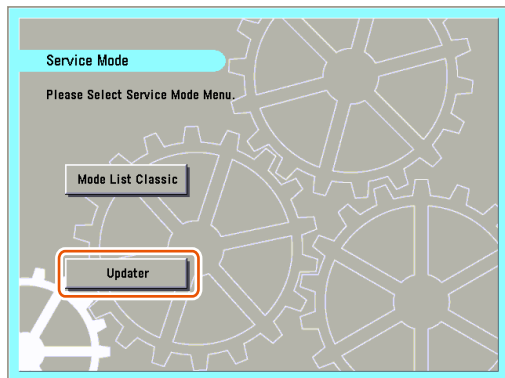 Service Mode
Please Select Service Mode Menu.
Mode List Classic
Updater